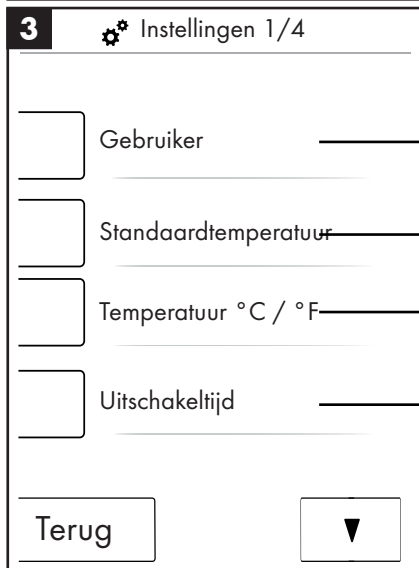 3 Instellingen 1/4
Gebruiker
Standaardtemperatuur
Temperatuur °C / °F
Uitschakeltijd
Terug